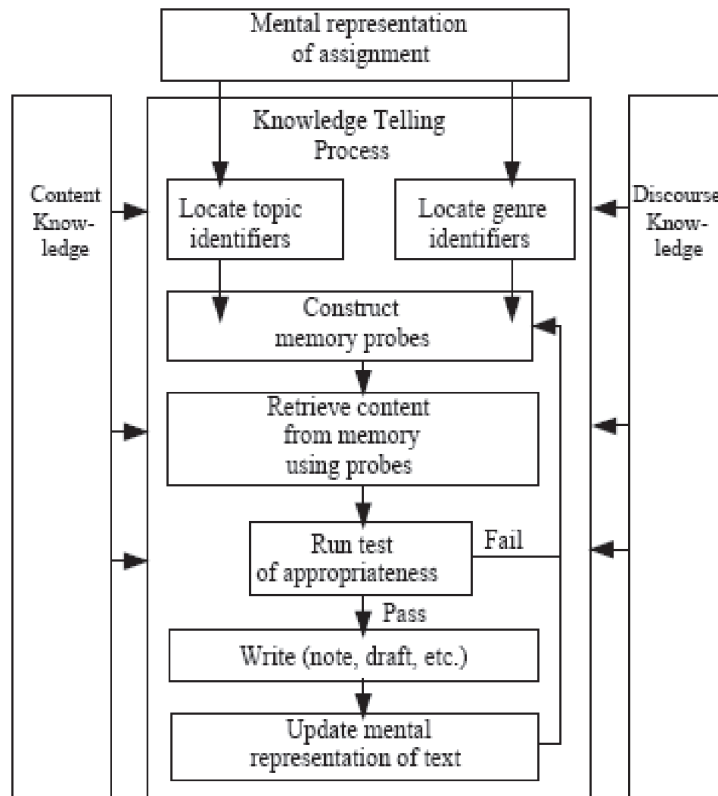 Mental representation
of assignment
Knowledge Telling
Process
Content
Know-
ledge
Locate topic
identifiers
Locate genre
identifiers
Discourse
Know-
ledge
Construct
memory probes
Retrieve content
from memory
using probes
Run test
of appropriateness
Fail
Pass
Write (note, draft, etc.)
Update mental
representation of text